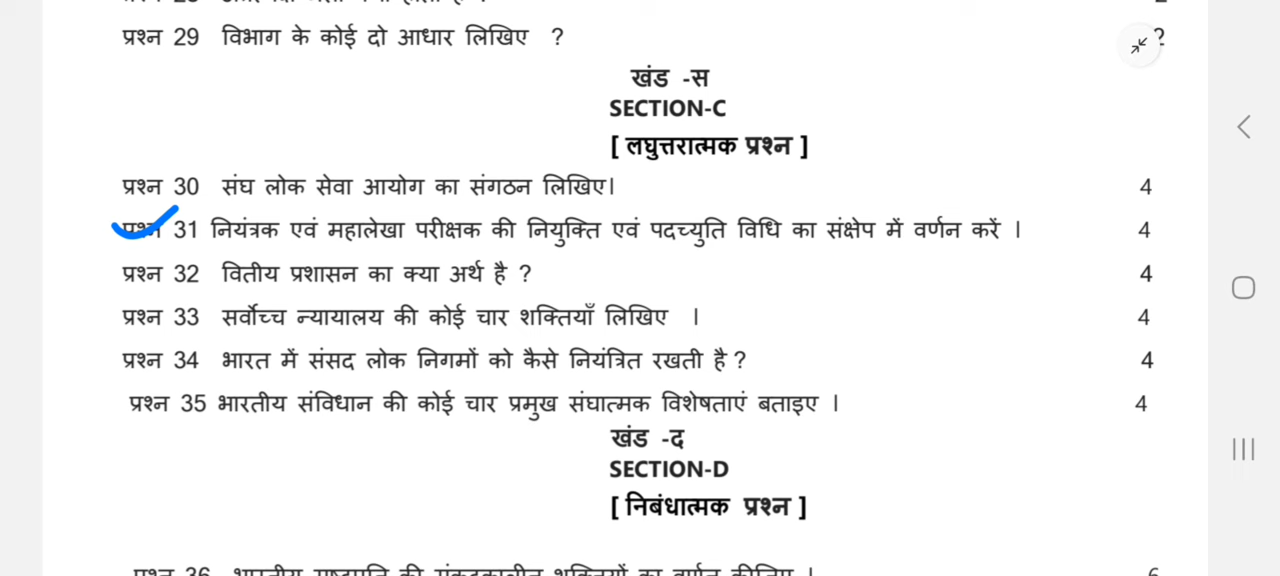 प्रश्न 29 विभाग के कोई दो आधार लिखिए ? 2
खंड -स
SECTION-C
[ लघुत्तरात्मक प्रश्न ]
प्रश्न 30 संघ लोक सेवा आयोग का संगठन लिखिए। 4
प्रश्न 31 नियंत्रक एवं महालेखा परीक्षक की नियुक्ति एवं पदच्युति विधि का संक्षेप में वर्णन करें । 4
प्रश्न 32 वितीय प्रशासन का क्या अर्थ है ? 4
प्रश्न 33 सर्वोच्च न्यायालय की कोई चार शक्तियाँ लिखिए । 4
प्रश्न 34 भारत में संसद लोक निगमों को कैसे नियंत्रित रखती है ? 4
प्रश्न 35 भारतीय संविधान की कोई चार प्रमुख संघात्मक विशेषताएं बताइए । 4
खंड -द
SECTION-D
[ निबंधात्मक प्रश्न ]